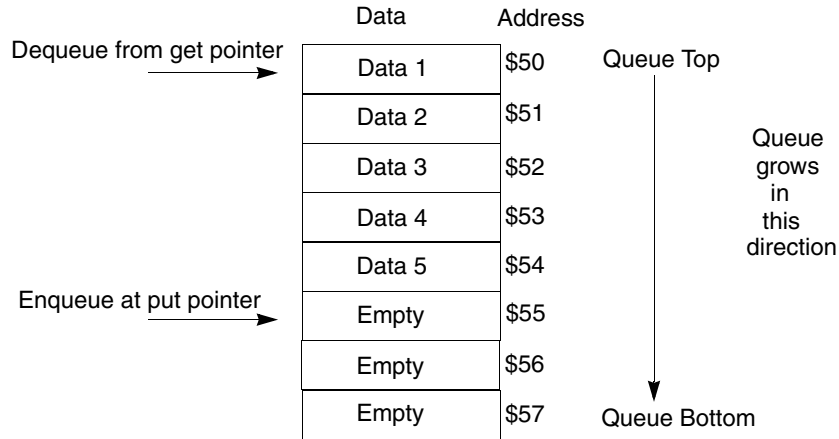 Data Address
Dequeue from get pointer
Data 1 $50 Queue Top
Data 2 $51
Data 3 $52
Data 4 $53
Data 5 $54
Enqueue at put pointer
Empty $55
Empty $56
Empty $57 Queue Bottom
Queue
grows
in
this
direction